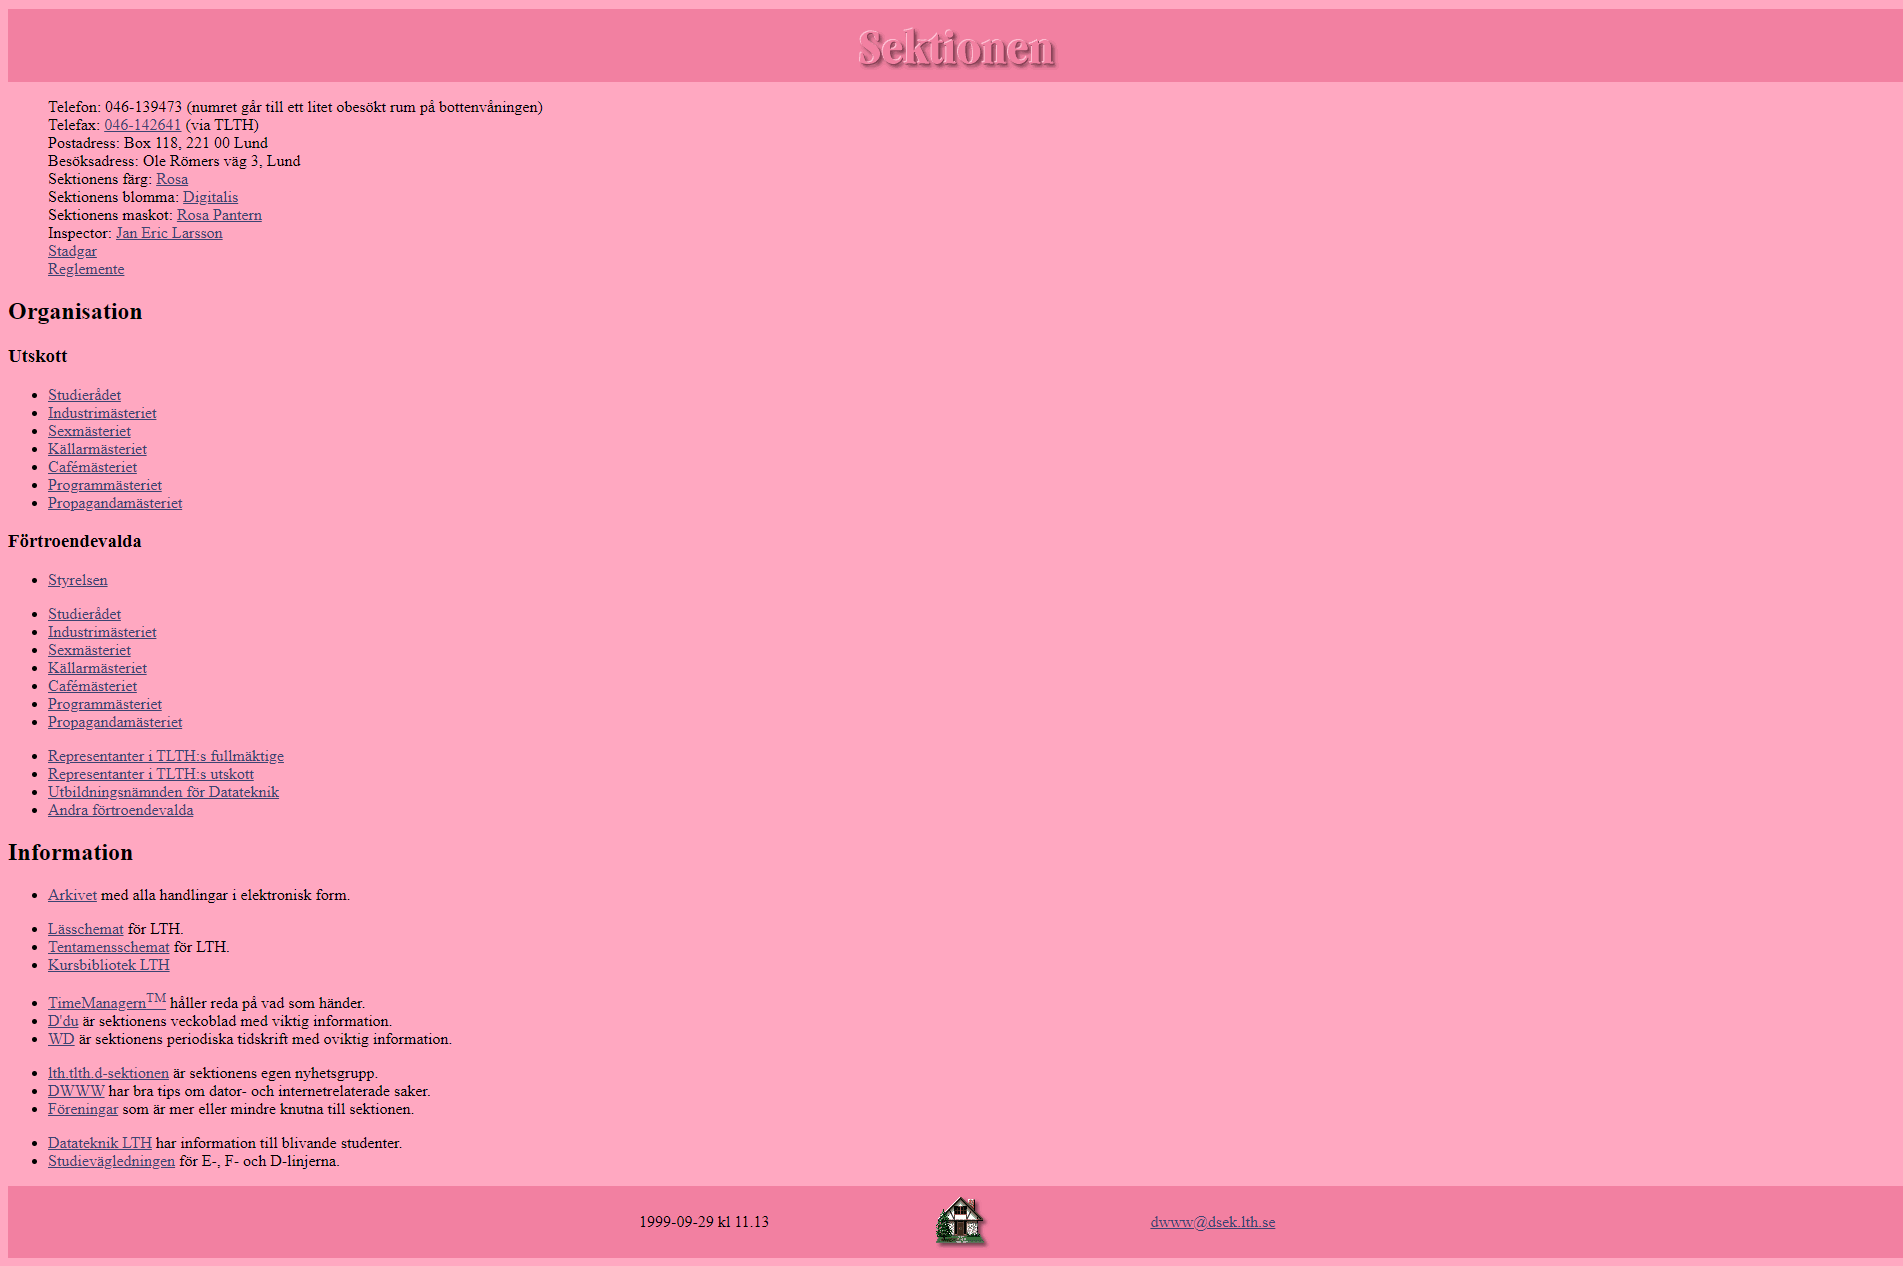 Sektionen
Telefon: 046-139473 (numret går till ett litet obesökt rum på bottenvåningen)
Telefax: 046-142641 (via TLTH)
Postadress: Box 118, 221 00 Lund
Besöksadress: Ole Römers väg 3, Lund
Sektionens färg: Rosa
Sektionens blomma: Digitalis
Sektionens maskot: Rosa Pantern
Inspector: Jan Eric Larsson
Stadgar
Reglemente
Organisation
Utskott
Studierådet
Industrimästeriet
Sexmästeriet
Källarmästeriet
Cafémästeriet
Programmästeriet
Propagandamästeriet
Förtroendevalda
Styrelsen
Studierådet
Industrimästeriet
Sexmästeriet
Källarmästeriet
Cafémästeriet
Programmästeriet
Propagandamästeriet
Representanter i TLTH:s fullmäktige
Representanter i TLTH:s utskott
Utbildningsnämnden för Datateknik
Andra förtroendevalda
Information
Arkivet med alla handlingar i elektronisk form.
Lässchemat för LTH.
Tentamensschemat för LTH.
Kursbibliotek LTH
TimeManagernTM håller reda på vad som händer.
D'du är sektionens veckoblad med viktig information.
WD är sektionens periodiska tidskrift med oviktig information.
lth.tlth.d-sektionen är sektionens egen nyhetsgrupp.
DWWW har bra tips om dator- och internetrelaterade saker.
Föreningar som är mer eller mindre knutna till sektionen.
Datateknik LTH har information till blivande studenter.
Studievägledningen för E-, F- och D-linjerna.
1999-09-29 kl 11.13 dwww@dsek.lth.se